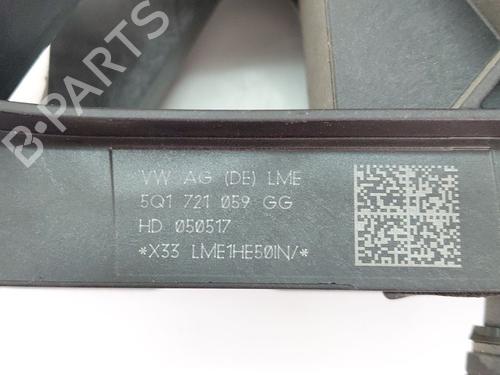 B-PARTS
VW AG (DE) LME
5Q1 721 059 GG
HD 050517
*X33 LME1HE50IN/*